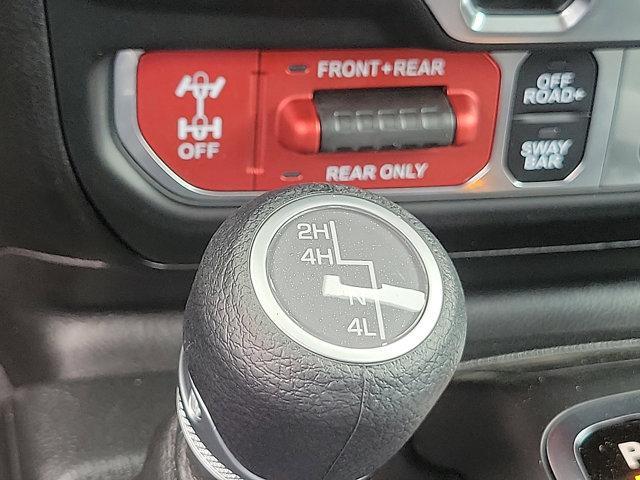 FRONT+REAR
OFF
REAR ONLY
OFF
ROAD+
SWAY
BAR
2H
4H
N
4L